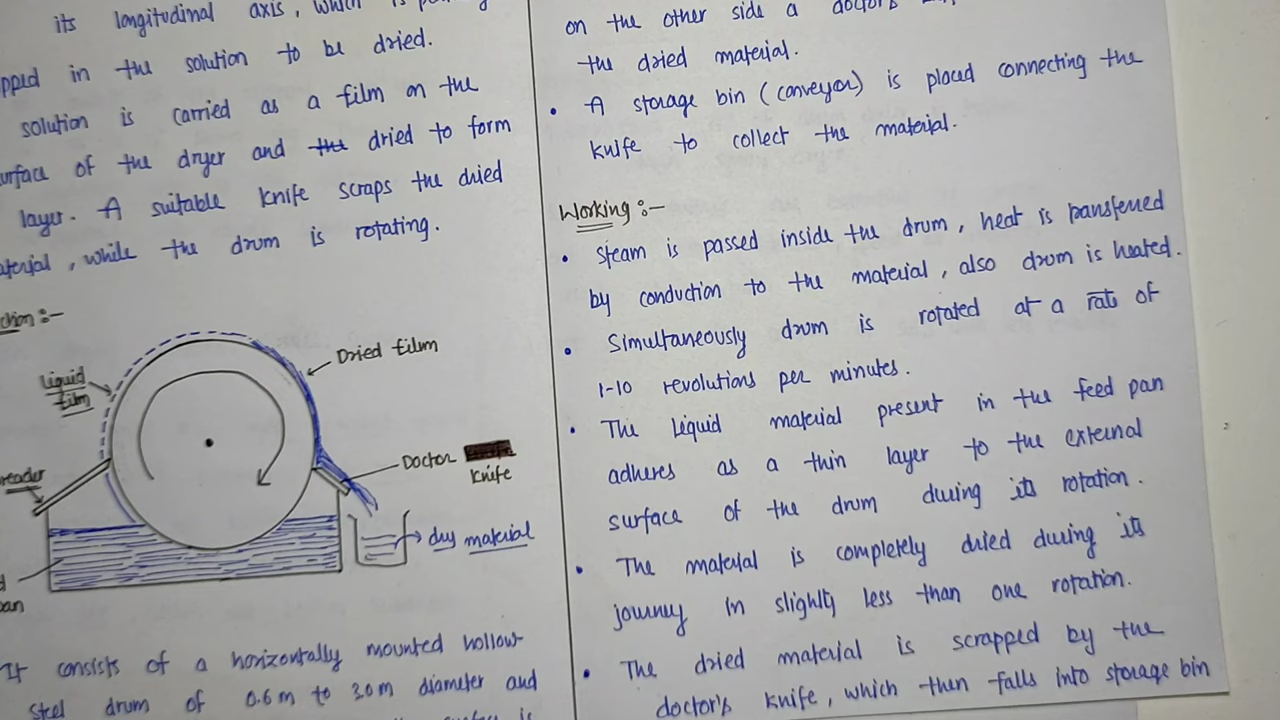 its longitudinal axis, which is
in the solution to be dried.
solution is carried as a film on the
of the dryer and the dried to form
layer. A suitable knife scraps the dried
, while the drum is rotating.
:-
Liquid
film
Dried film
Doctor
knife
dry material
It consists of a horizontally mounted hollow
steel drum of 0.6 m to 3.0 m diameter and
is
on the other side a doctors
the dried material.
• A storage bin (conveyor) is placed connecting the
knife to collect the material.
Working :-
• Steam is passed inside the drum, heat is transferred
by conduction to the material, also drum is heated.
• Simultaneously drum is rotated at a rate of
1-10 revolutions per minutes.
• The Liquid material present in the feed pan
adheres as a thin layer to the external
surface of the drum during its rotation.
• The material is completely dried during its
journey in slightly less than one rotation.
• The dried material is scrapped by the
doctor's knife, which then falls into storage bin